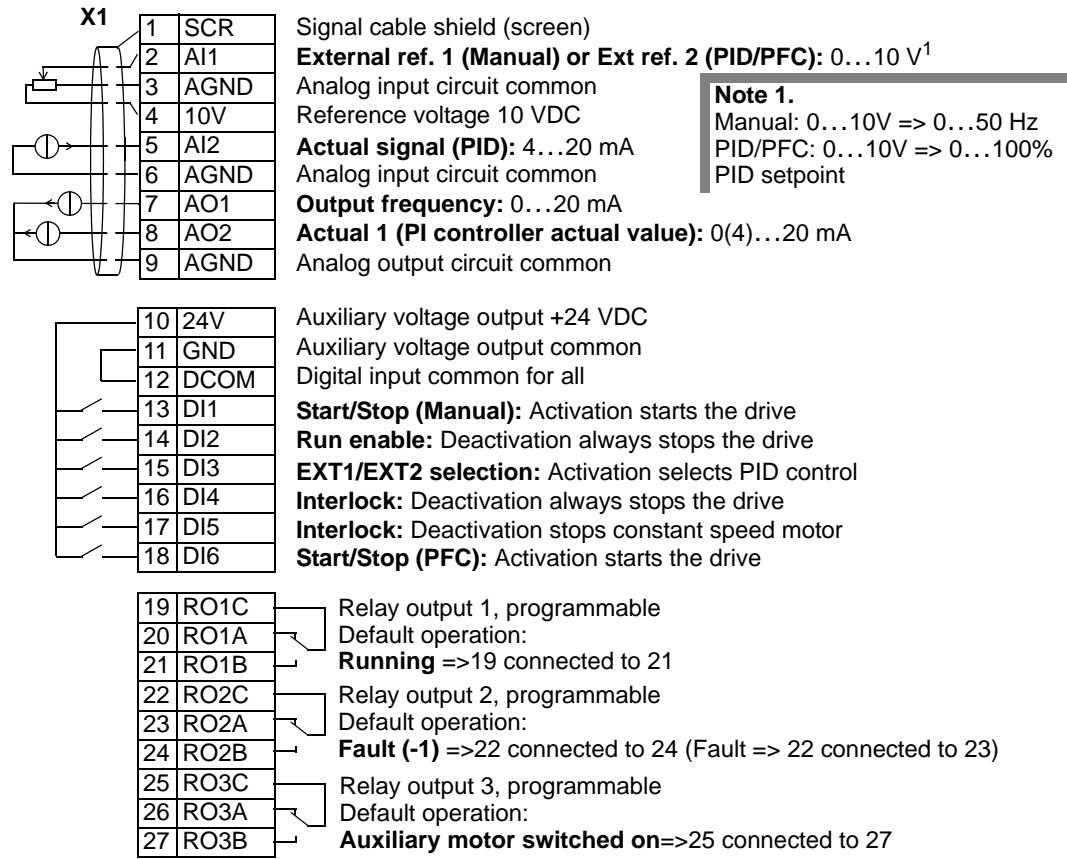 X1
1 SCR Signal cable shield (screen)
2 AI1 External ref. 1 (Manual) or Ext ref. 2 (PID/PFC): 0…10 V1
3 AGND Analog input circuit common
4 10V Reference voltage 10 VDC
5 AI2 Actual signal (PID): 4…20 mA
6 AGND Analog input circuit common
7 AO1 Output frequency: 0…20 mA
8 AO2 Actual 1 (PI controller actual value): 0(4)…20 mA
9 AGND Analog output circuit common
Note 1.
Manual: 0…10V => 0…50 Hz
PID/PFC: 0…10V => 0…100%
PID setpoint
10 24V Auxiliary voltage output +24 VDC
11 GND Auxiliary voltage output common
12 DCOM Digital input common for all
13 DI1 Start/Stop (Manual): Activation starts the drive
14 DI2 Run enable: Deactivation always stops the drive
15 DI3 EXT1/EXT2 selection: Activation selects PID control
16 DI4 Interlock: Deactivation always stops the drive
17 DI5 Interlock: Deactivation stops constant speed motor
18 DI6 Start/Stop (PFC): Activation starts the drive
19 RO1C Relay output 1, programmable
20 RO1A Default operation:
21 RO1B Running =>19 connected to 21
22 RO2C Relay output 2, programmable
23 RO2A Default operation:
24 RO2B Fault (-1) =>22 connected to 24 (Fault => 22 connected to 23)
25 RO3C Relay output 3, programmable
26 RO3A Default operation:
27 RO3B Auxiliary motor switched on=>25 connected to 27